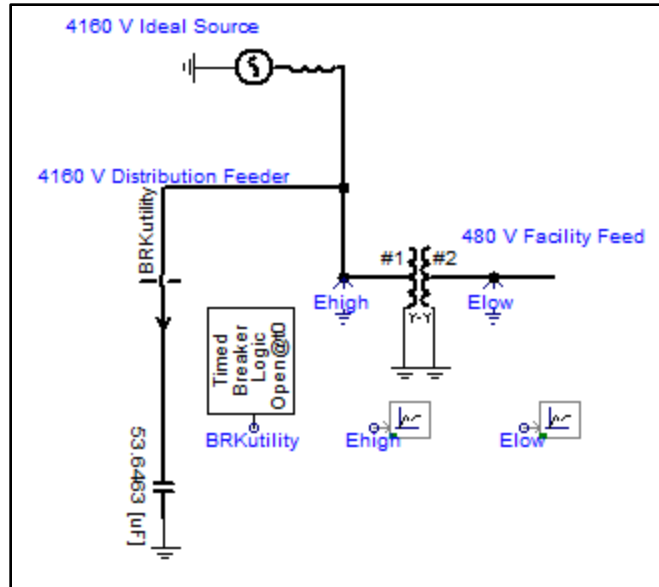 4160 V Ideal Source
4160 V Distribution Feeder
BRKutility
480 V Facility Feed
#1
#2
Ehigh
Elow
Y-Y
Timed
Breaker
Logic
Open@t0
BRKutility
Ehigh
Elow
53.6463 [uF]